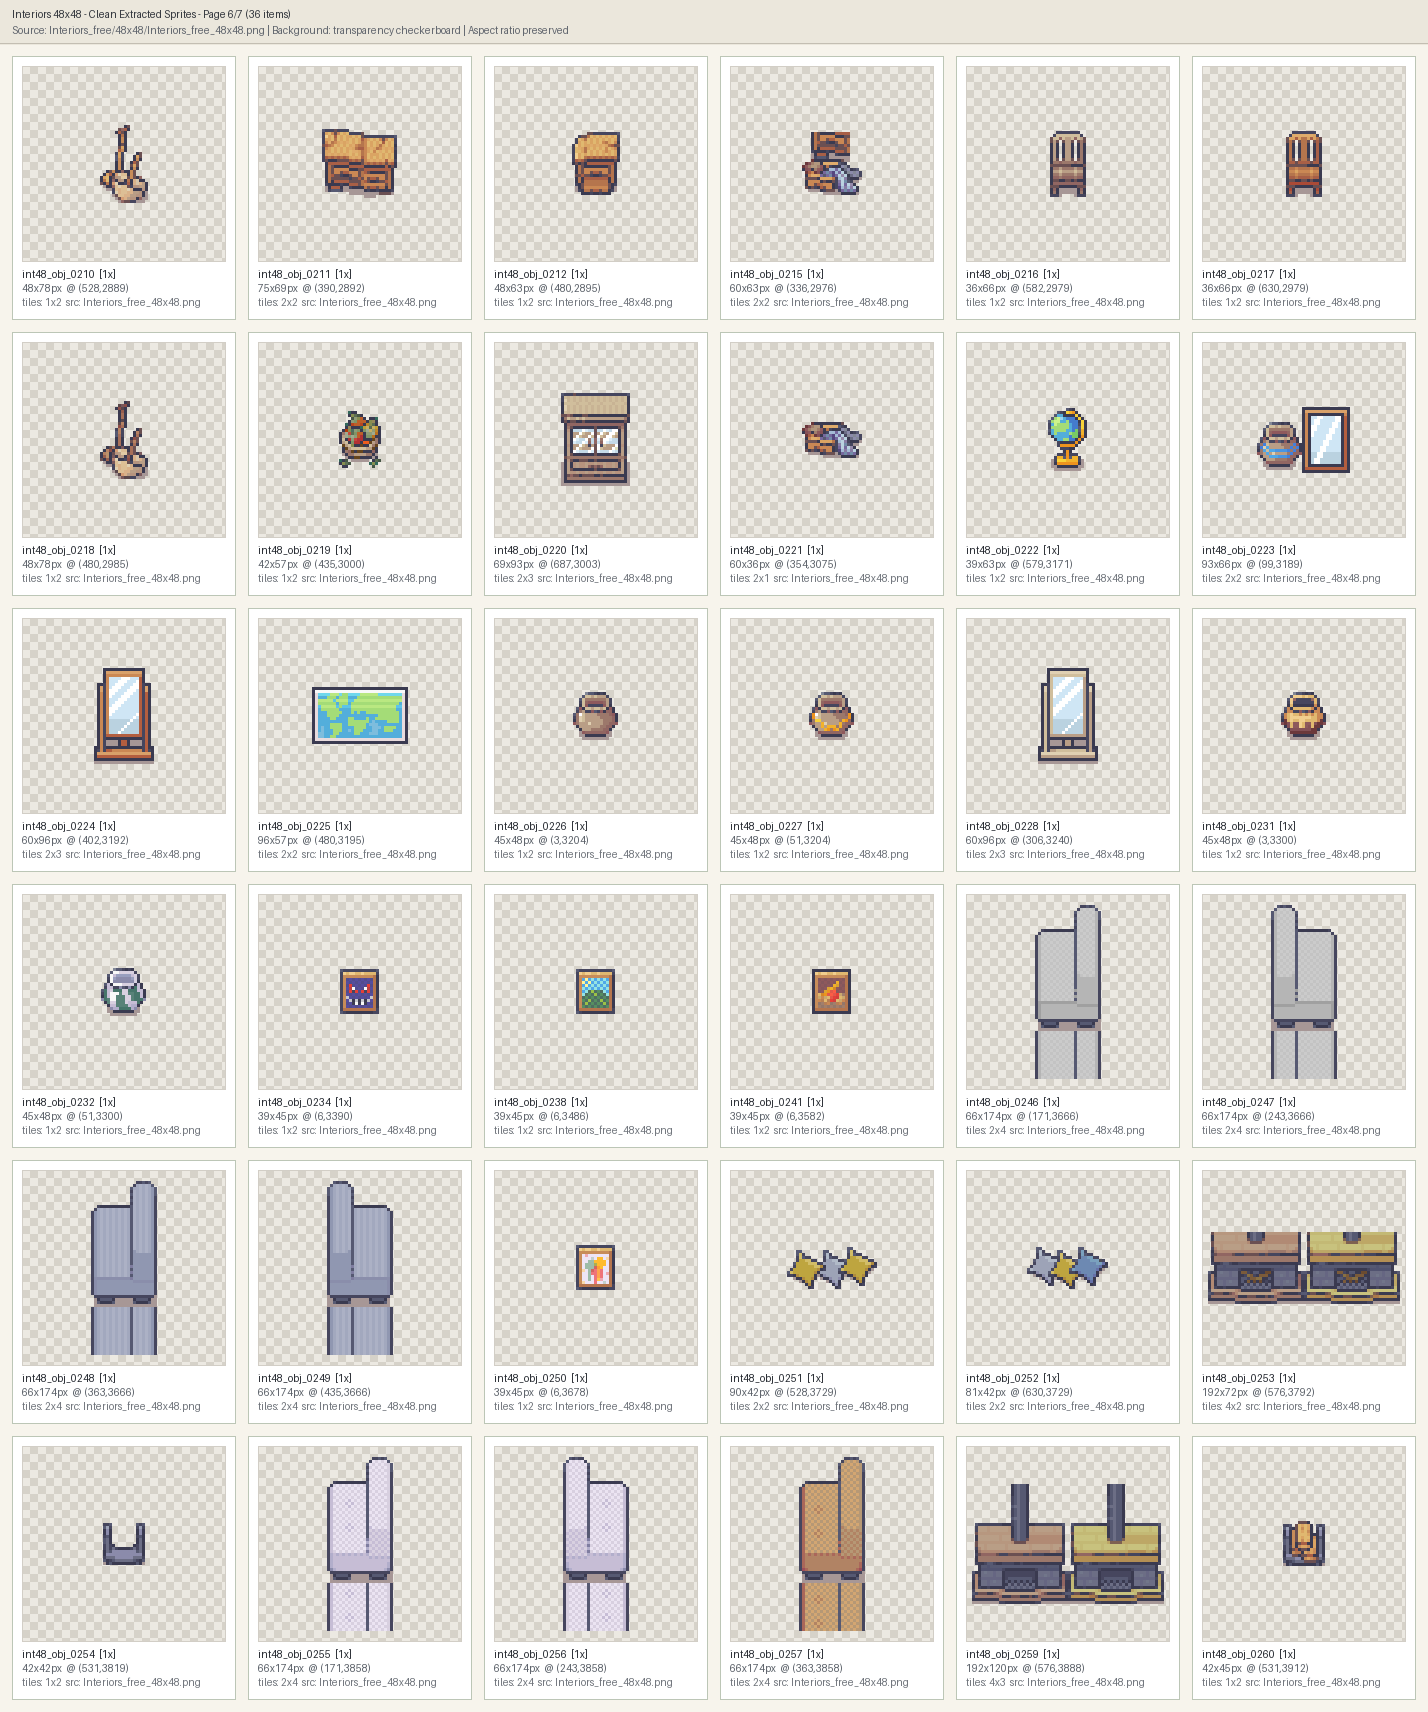 Interiors 48x48 - Clean Extracted Sprites - Page 6/7 (36 items)
Source: Interiors_free/48x48/Interiors_free_48x48.png | Background: transparency checkerboard | Aspect ratio preserved
int48_obj_0210 [1x]
48x78px @ (528,2889)
tiles: 1x2 src: Interiors_free_48x48.png
int48_obj_0211 [1x]
75x69px @ (390,2892)
tiles: 2x2 src: Interiors_free_48x48.png
int48_obj_0212 [1x]
48x63px @ (480,2895)
tiles: 1x2 src: Interiors_free_48x48.png
int48_obj_0215 [1x]
60x63px @ (336,2976)
tiles: 2x2 src: Interiors_free_48x48.png
int48_obj_0216 [1x]
36x66px @ (582,2979)
tiles: 1x2 src: Interiors_free_48x48.png
int48_obj_0217 [1x]
36x66px @ (630,2979)
tiles: 1x2 src: Interiors_free_48x48.png
int48_obj_0218 [1x]
48x78px @ (480,2985)
tiles: 1x2 src: Interiors_free_48x48.png
int48_obj_0219 [1x]
42x57px @ (435,3000)
tiles: 1x2 src: Interiors_free_48x48.png
int48_obj_0220 [1x]
69x93px @ (687,3003)
tiles: 2x3 src: Interiors_free_48x48.png
int48_obj_0221 [1x]
60x36px @ (354,3075)
tiles: 2x1 src: Interiors_free_48x48.png
int48_obj_0222 [1x]
39x63px @ (579,3171)
tiles: 1x2 src: Interiors_free_48x48.png
int48_obj_0223 [1x]
93x66px @ (99,3189)
tiles: 2x2 src: Interiors_free_48x48.png
int48_obj_0224 [1x]
60x96px @ (402,3192)
tiles: 2x3 src: Interiors_free_48x48.png
int48_obj_0225 [1x]
96x57px @ (480,3195)
tiles: 2x2 src: Interiors_free_48x48.png
int48_obj_0226 [1x]
45x48px @ (3,3204)
tiles: 1x2 src: Interiors_free_48x48.png
int48_obj_0227 [1x]
45x48px @ (51,3204)
tiles: 1x2 src: Interiors_free_48x48.png
int48_obj_0228 [1x]
60x96px @ (306,3240)
tiles: 2x3 src: Interiors_free_48x48.png
int48_obj_0231 [1x]
45x48px @ (3,3300)
tiles: 1x2 src: Interiors_free_48x48.png
int48_obj_0232 [1x]
45x48px @ (51,3300)
tiles: 1x2 src: Interiors_free_48x48.png
int48_obj_0234 [1x]
39x45px @ (6,3390)
tiles: 1x2 src: Interiors_free_48x48.png
int48_obj_0238 [1x]
39x45px @ (6,3486)
tiles: 1x2 src: Interiors_free_48x48.png
int48_obj_0241 [1x]
39x45px @ (6,3582)
tiles: 1x2 src: Interiors_free_48x48.png
int48_obj_0246 [1x]
66x174px @ (171,3666)
tiles: 2x4 src: Interiors_free_48x48.png
int48_obj_0247 [1x]
66x174px @ (243,3666)
tiles: 2x4 src: Interiors_free_48x48.png
int48_obj_0248 [1x]
66x174px @ (363,3666)
tiles: 2x4 src: Interiors_free_48x48.png
int48_obj_0249 [1x]
66x174px @ (435,3666)
tiles: 2x4 src: Interiors_free_48x48.png
int48_obj_0250 [1x]
39x45px @ (6,3678)
tiles: 1x2 src: Interiors_free_48x48.png
int48_obj_0251 [1x]
90x42px @ (528,3729)
tiles: 2x2 src: Interiors_free_48x48.png
int48_obj_0252 [1x]
81x42px @ (630,3729)
tiles: 2x2 src: Interiors_free_48x48.png
int48_obj_0253 [1x]
192x72px @ (576,3792)
tiles: 4x2 src: Interiors_free_48x48.png
int48_obj_0254 [1x]
42x42px @ (531,3819)
tiles: 1x2 src: Interiors_free_48x48.png
int48_obj_0255 [1x]
66x174px @ (171,3858)
tiles: 2x4 src: Interiors_free_48x48.png
int48_obj_0256 [1x]
66x174px @ (243,3858)
tiles: 2x4 src: Interiors_free_48x48.png
int48_obj_0257 [1x]
66x174px @ (363,3858)
tiles: 2x4 src: Interiors_free_48x48.png
int48_obj_0259 [1x]
192x120px @ (576,3888)
tiles: 4x3 src: Interiors_free_48x48.png
int48_obj_0260 [1x]
42x45px @ (531,3912)
tiles: 1x2 src: Interiors_free_48x48.png